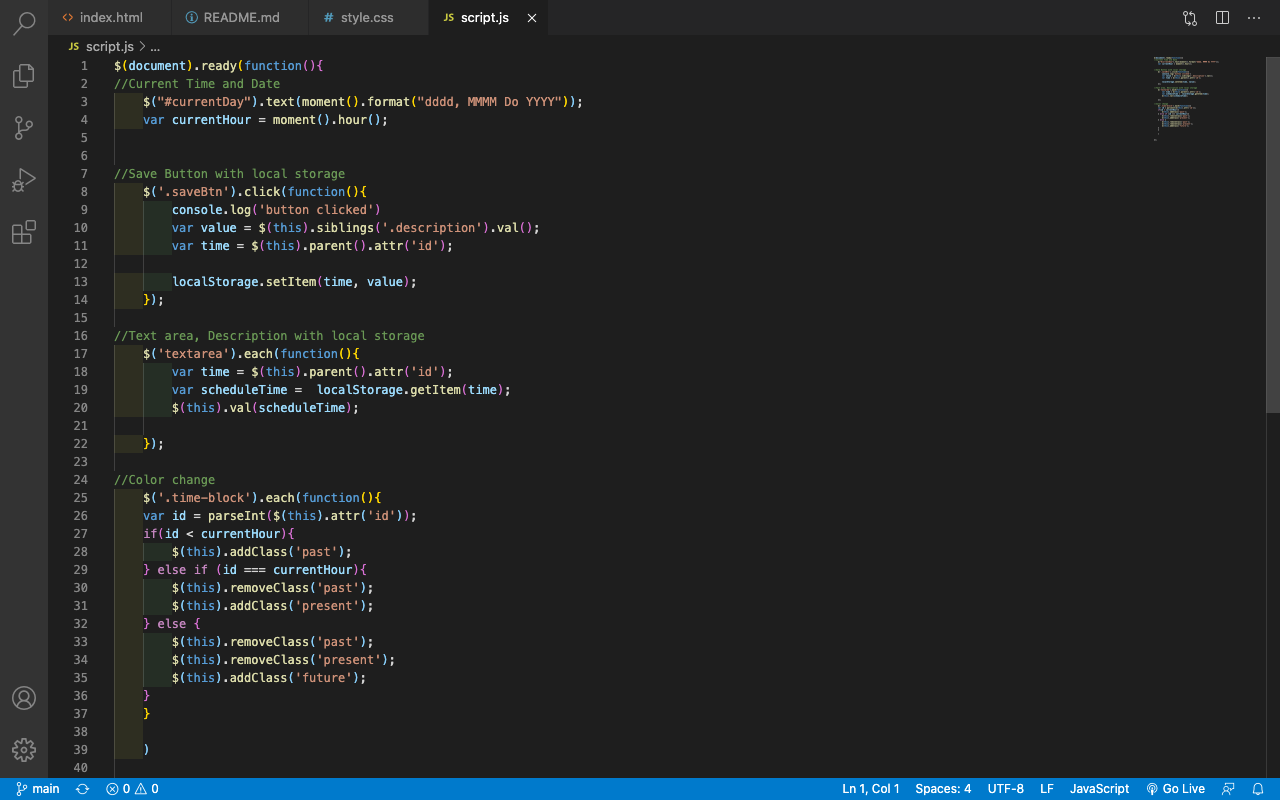 index.html
README.md
# style.css
JS script.js
JS script.js > ...
1 $(document).ready(function(){
2 //Current Time and Date
3 $("#currentDay").text(moment().format("dddd, MMMM Do YYYY"));
4 var currentHour = moment().hour();
5
6
7 //Save Button with local storage
8 $('.saveBtn').click(function(){
9 console.log('button clicked')
10 var value = $(this).siblings('.description').val();
11 var time = $(this).parent().attr('id');
12
13 localStorage.setItem(time, value);
14 });
15
16 //Text area, Description with local storage
17 $('textarea').each(function(){
18 var time = $(this).parent().attr('id');
19 var scheduleTime =  localStorage.getItem(time);
20 $(this).val(scheduleTime);
21
22 });
23
24 //Color change
25 $('.time-block').each(function(){
26 var id = parseInt($(this).attr('id'));
27 if(id < currentHour){
28 $(this).addClass('past');
29 } else if (id === currentHour){
30 $(this).removeClass('past');
31 $(this).addClass('present');
32 } else {
33 $(this).removeClass('past');
34 $(this).removeClass('present');
35 $(this).addClass('future');
36 }
37 }
38
39 )
40
main 0 0 Ln 1, Col 1 Spaces: 4 UTF-8 LF JavaScript Go Live